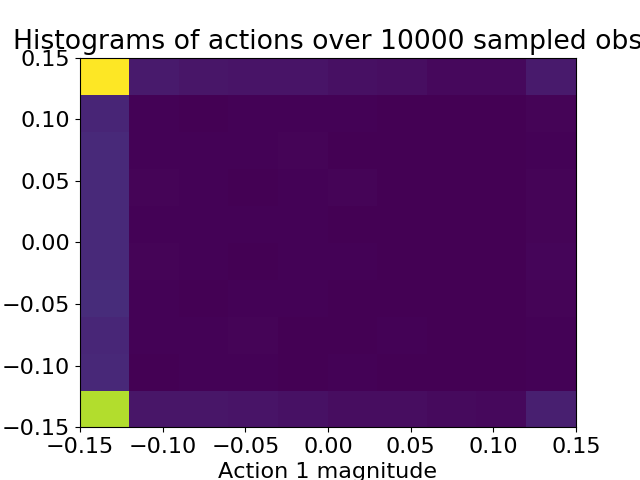 Histograms of actions over 10000 sampled obs
0.15
0.10
0.05
0.00
−0.05
−0.10
−0.15
−0.15 −0.10 −0.05 0.00 0.05 0.10 0.15
Action 1 magnitude